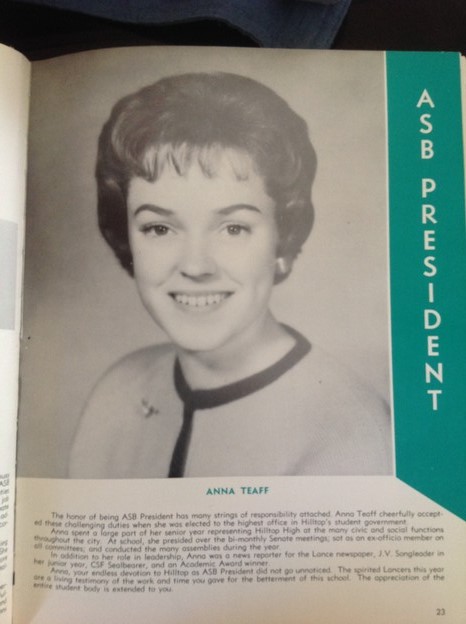 ASB PRESIDENT
ANNA TEAFF
The honor of being ASB President has many strings of responsibility attached. Anna Teaff cheerfully accept-
ed these challenging duties when she was elected to the highest office in Hilltop's student government.
Anna spent a large part of her senior year representing Hilltop High at the many civic and social functions
throughout the city. At school, she presided over the bi-monthly Senate meetings; sat as an ex-officio member on
all committees; and conducted the many assemblies during the year.
In addition to her role in leadership, Anna was a news reporter for the Lance newspaper, J.V. Songleader in
her Junior year, CSF Sealbearer, and an Academic Award winner.
Anna, your endless devotion to Hilltop as ASB President did not go unnoticed. The spirited Lancers this year
are a living testimony of the work and time you gave for the betterment of this school. The appreciation of the
entire student body is extended to you.
23